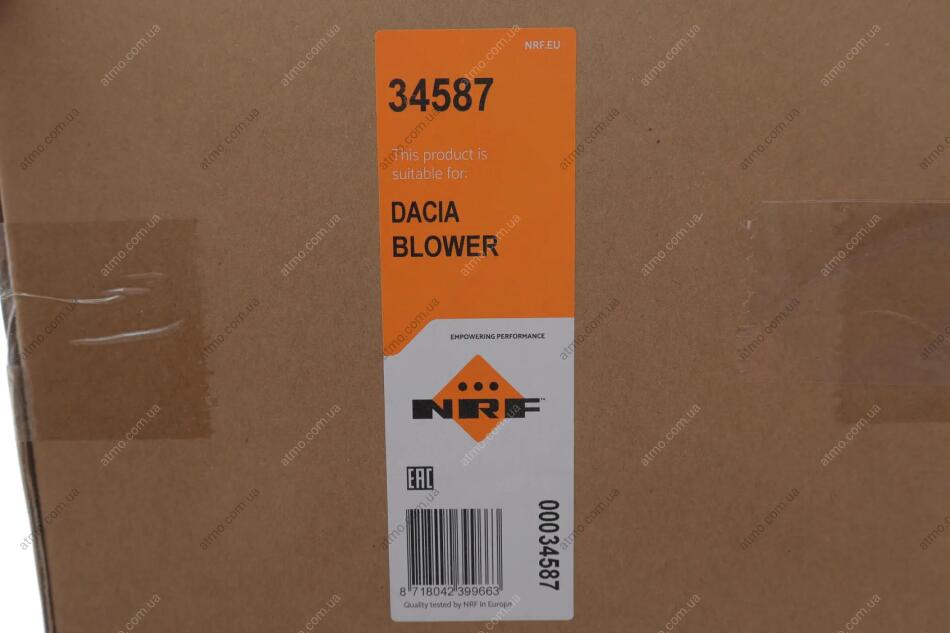 NRF.EU
34587
This product is
suitable for:
DACIA
BLOWER
EMPOWERING PERFORMANCE
NRF™
EAC
00034587
8 718042 399663
Quality tested by NRF in Europe
atmo.com.ua